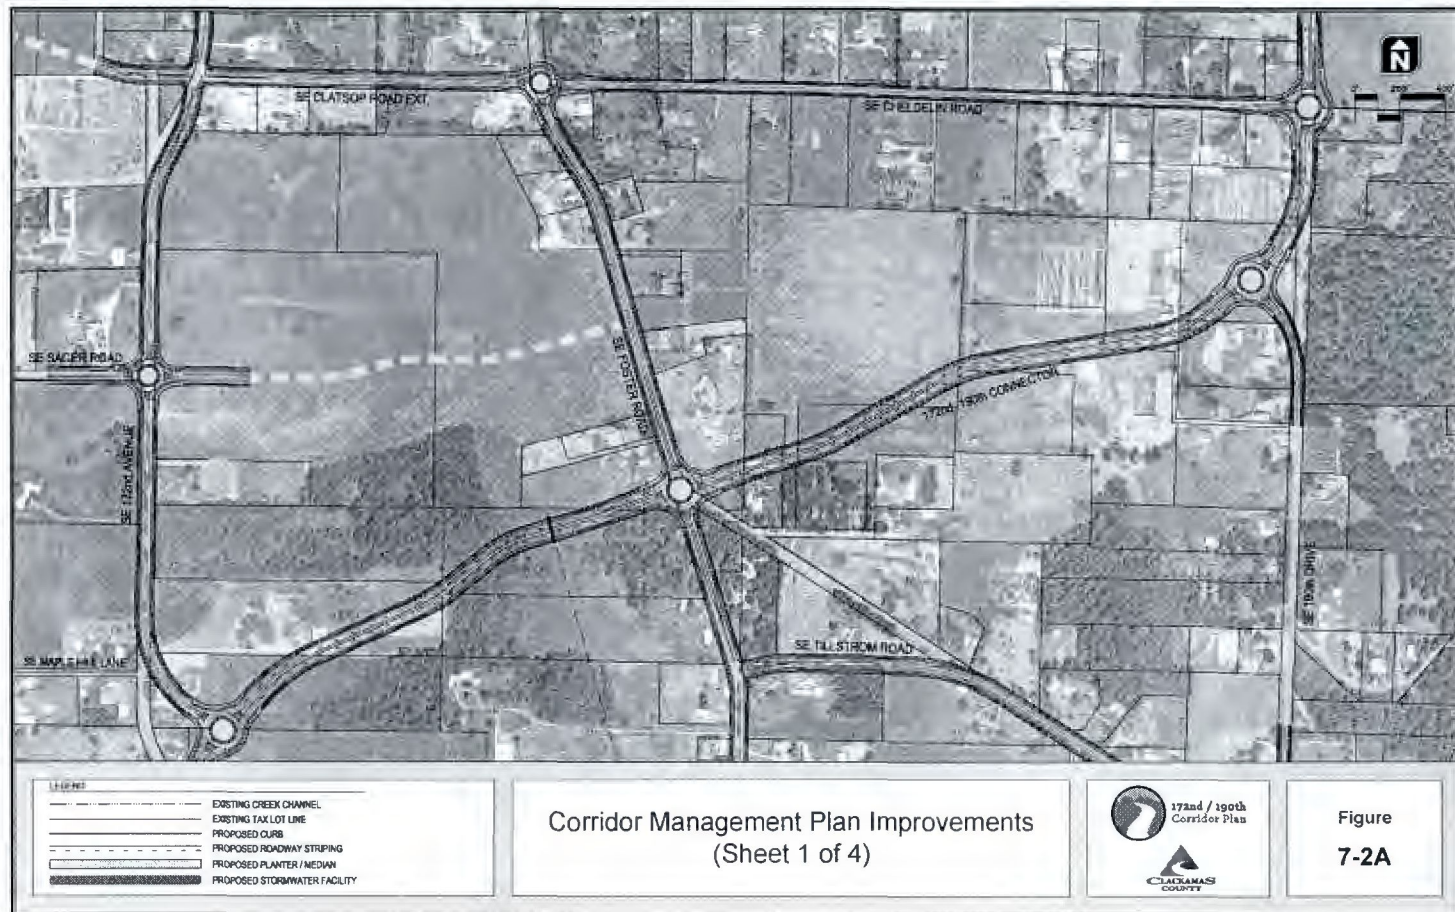 N
0' 200'
SE CLATSOP ROAD EXT.
SE CHELDELIN ROAD
SE SAGER ROAD
SE FOSTER ROAD
172nd-190th CONNECTOR
SE 172nd AVENUE
SE 190th DRIVE
SE TILLSTROM ROAD
SE MAPLE HILL LANE
LEGEND
EXISTING CREEK CHANNEL
EXISTING TAX LOT LINE
PROPOSED CURB
PROPOSED ROADWAY STRIPING
PROPOSED PLANTER / MEDIAN
PROPOSED STORMWATER FACILITY
Corridor Management Plan Improvements
(Sheet 1 of 4)
172nd / 190th
Corridor Plan
CLACKAMAS
COUNTY
Figure
7-2A